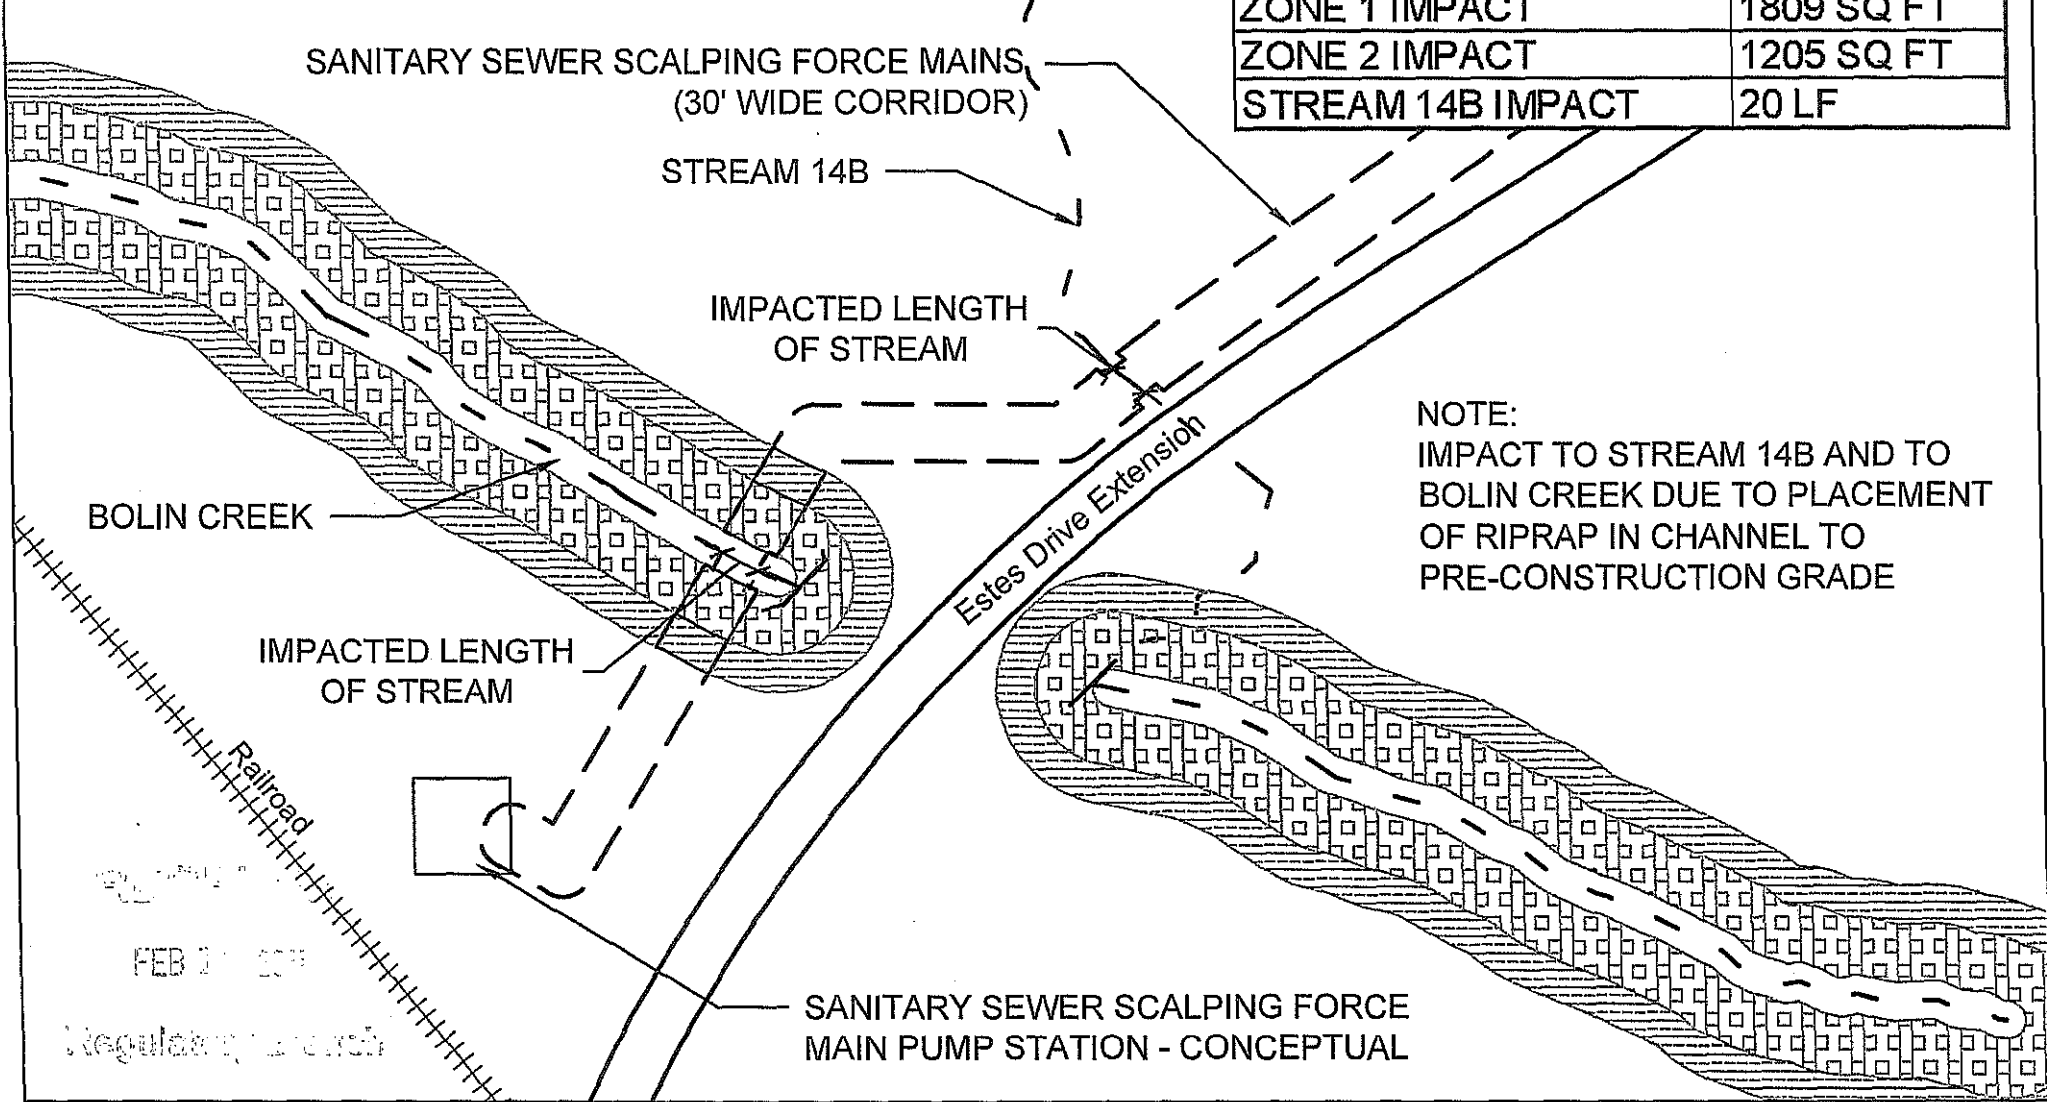 ZONE 1 IMPACT 1809 SQ FT
ZONE 2 IMPACT 1205 SQ FT
STREAM 14B IMPACT 20 LF
SANITARY SEWER SCALPING FORCE MAINS
(30' WIDE CORRIDOR)
STREAM 14B
IMPACTED LENGTH
OF STREAM
NOTE:
IMPACT TO STREAM 14B AND TO
BOLIN CREEK DUE TO PLACEMENT
OF RIPRAP IN CHANNEL TO
PRE-CONSTRUCTION GRADE
BOLIN CREEK
Estes Drive Extension
IMPACTED LENGTH
OF STREAM
Railroad
FEB
Regulatory
SANITARY SEWER SCALPING FORCE
MAIN PUMP STATION - CONCEPTUAL